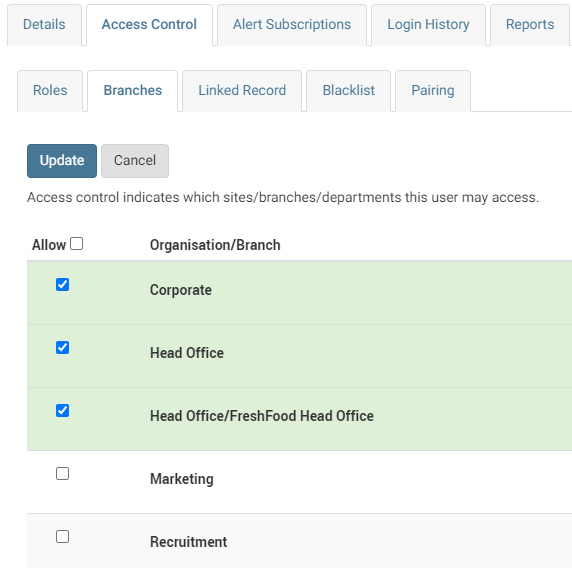 Details Access Control Alert Subscriptions Login History Reports
Roles Branches Linked Record Blacklist Pairing
Update Cancel
Access control indicates which sites/branches/departments this user may access.
Allow Organisation/Branch
Corporate
Head Office
Head Office/FreshFood Head Office
Marketing
Recruitment